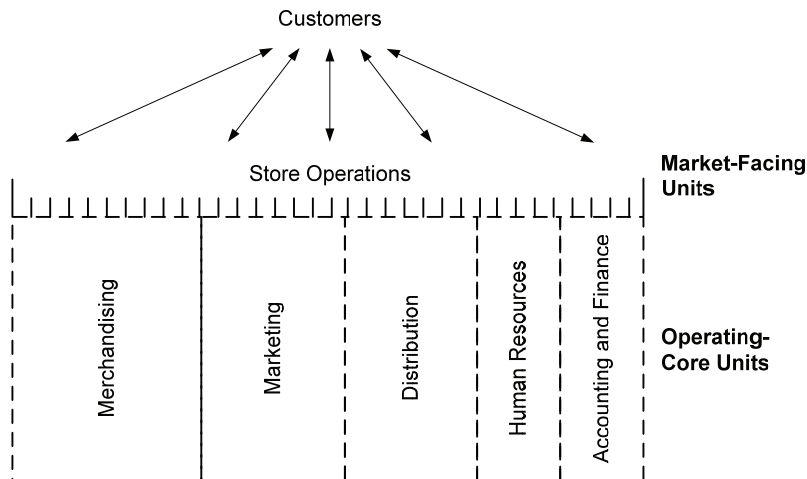 Customers
Store Operations
Market-Facing
Units
Merchandising
Marketing
Distribution
Human Resources
Accounting and Finance
Operating-
Core Units